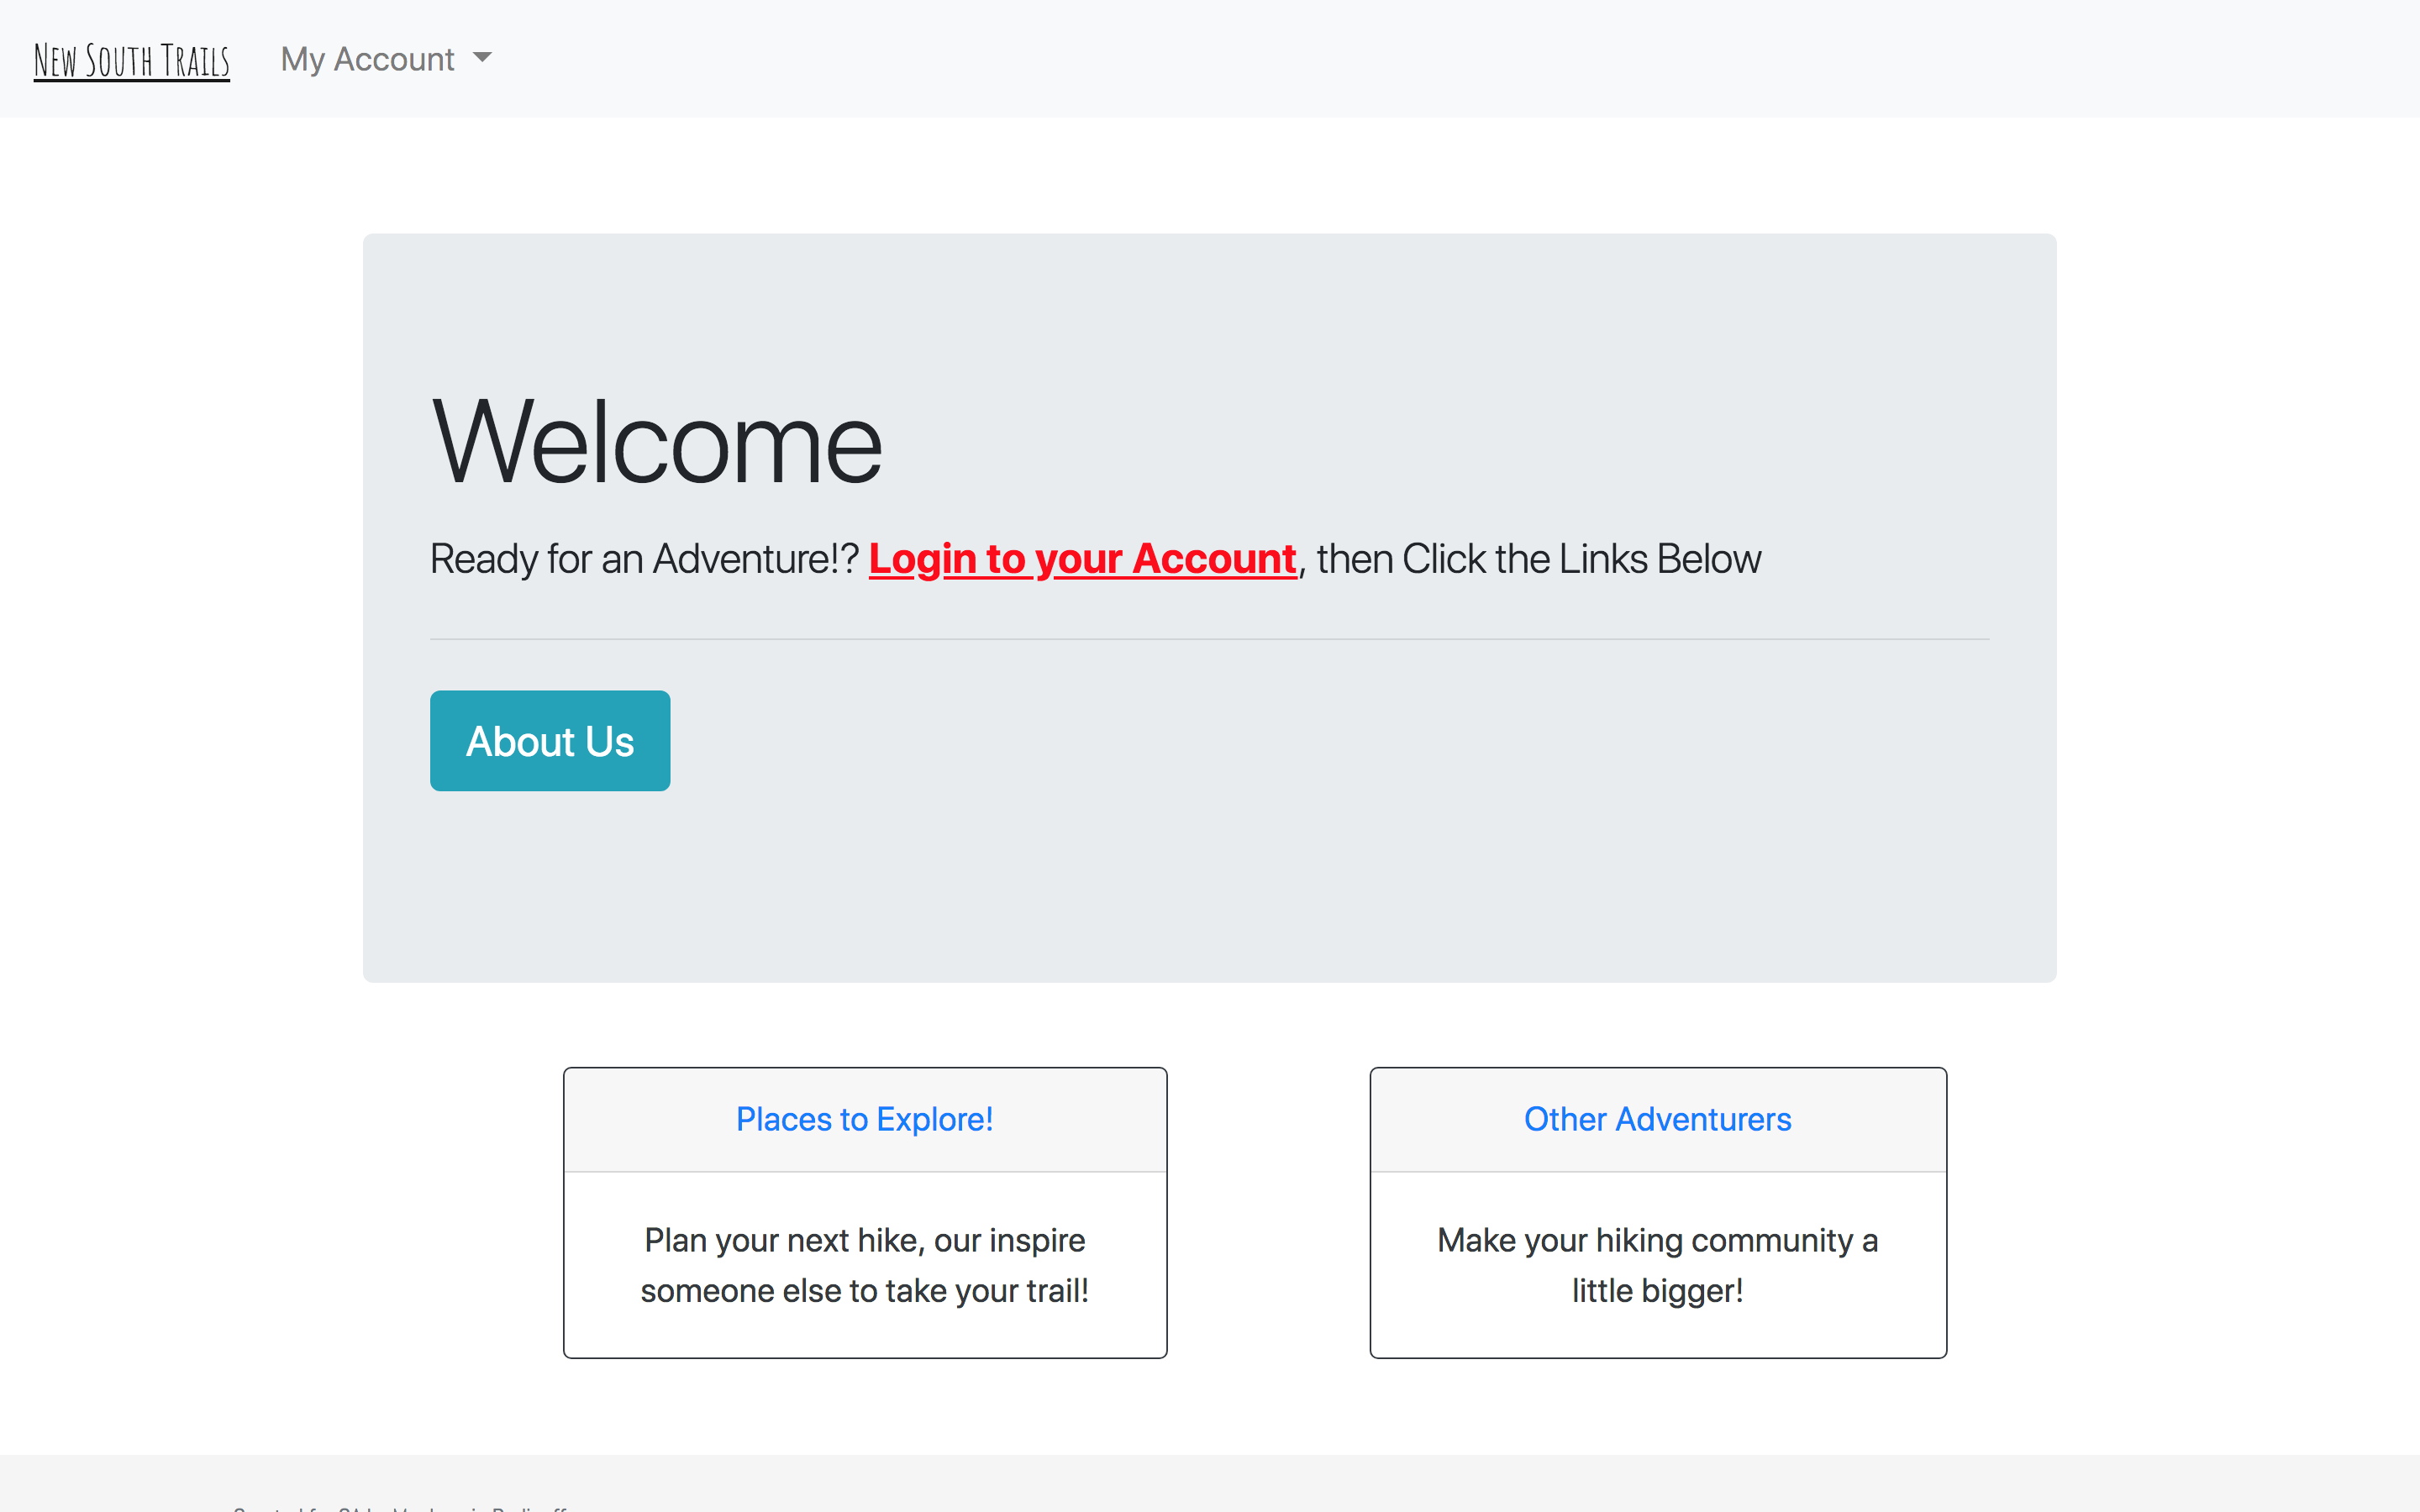 New South Trails
My Account
Welcome
Ready for an Adventure!? Login to your Account, then Click the Links Below
About Us
Places to Explore!
Plan your next hike, our inspire
someone else to take your trail!
Other Adventurers
Make your hiking community a
little bigger!